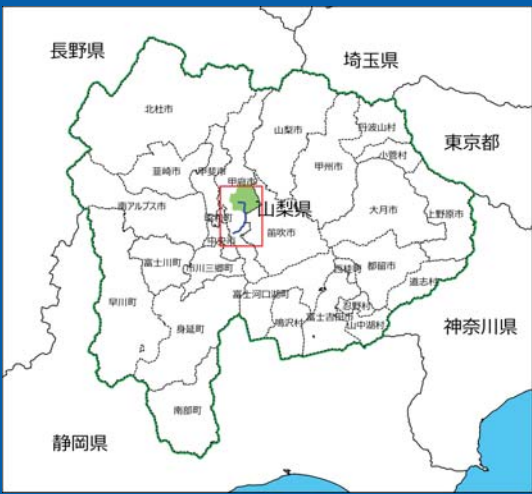 長野県
埼玉県
北杜市
山梨市
丹波山村
東京都
小菅村
韮崎市
甲斐市
甲州市
甲府市
南アルプス市
昭和町
山梨県
大月市
上野原市
中央市
笛吹市
富士川町
市川三郷町
西桂町
都留市
道志村
早川町
富士河口湖町
忍野村
身延町
鳴沢村
富士吉田市
山中湖村
神奈川県
南部町
静岡県